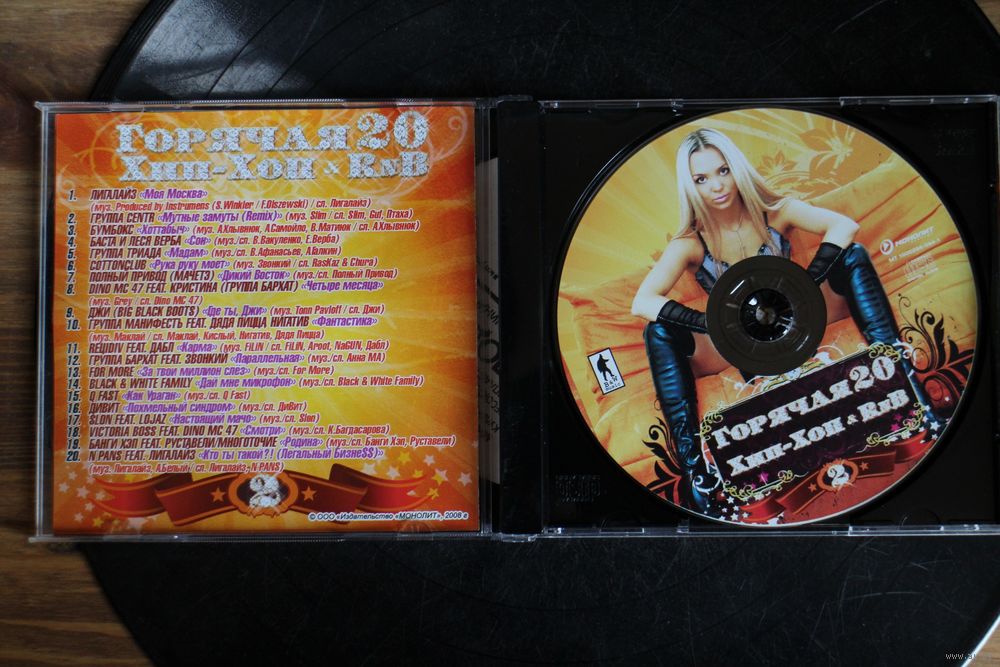 ГОРЯЧАЯ 20
ХИП-ХОП & RNB
1. ЛИГАЛАЙЗ «Моя Москва»
(муз. Produced by Instrumens (S.Winkler / F.Olszewski) / сл. Лигалайз)
2. ГРУППА CENTR «Мутные замуты (Remix)» (муз. Slim / сл. Slim, Guf, Птаха)
3. БУМБОКС «Хоттабыч» (муз. А.Хлывнюк, А.Самойло, В.Матиюк / сл. А.Хлывнюк)
4. БАСТА И ЛЕСЯ ВЕРБА «Сон» (муз./сл. В.Вакуленко, Е.Верба)
5. ГРУППА ТРИАДА «Мадам» (муз./сл. В.Афанасьев, А.Калкин)
6. COTTONCLUB «Рука руку моет» (муз. Звонкий / сл. RasKaz & Chura)
7. ПОЛНЫЙ ПРИВОД (МАЧЕТЭ) «Дикий Восток» (муз./сл. Полный Привод)
8. DINO MC 47 FEAT. КРИСТИНА (ГРУППА БАРХАТ) «Четыре месяца»
(муз. Grey / сл. Dino MC 47)
9. ДЖИ (BIG BLACK BOOTS) «Где ты, Джи» (муз. Tony Pavloff / сл. Джи)
10. ГРУППА МАНИФЕСТЬ FEAT. ДЯДЯ ПИЦЦА НИГАТИВ «Фантастика»
(муз. Маклай / сл. Маклай, Кислый, Нигатив, Дядя Пицца)
11. RELJIDIV FEAT. ДАБЛ «Карма» (муз. FILIN / сл. FILIN, Aroot, NaGUN, Дабл)
12. ГРУППА БАРХАТ FEAT. ЗВОНКИЙ «Параллельная» (муз./сл. Анна МА)
13. FOR MORE «За твои миллион слез» (муз./сл. For More)
14. BLACK & WHITE FAMILY «Дай мне микрофон» (муз./сл. Black & White Family)
15. Q FAST «Как Ураган» (муз./сл. Q Fast)
16. ДИВИТ «Похмельный синдром» (муз./сл. ДиВит)
17. SLON FEAT. LOJAZ «Настоящий мачо» (муз./сл. Slon)
18. VICTORIA BOSS FEAT. DINO MC 47 «Смотри» (муз./сл. К.Багдасарова)
19. БАНГИ ХЭП FEAT. РУСТАВЕЛИ/МНОГОТОЧИЕ «Родина» (муз./сл. Банги Хэп, Руставели)
20. N PANS FEAT. ЛИГАЛАЙЗ «Кто ты такой?! (Легальный Бизне$$)»
(муз. Лигалайз, А.Белый / сл. Лигалайз, N PANS)
2
© ООО «Издательство «МОНОЛИТ», 2008 г
МОНОЛИТ
B&W
music
ГОРЯЧАЯ 20
ХИП-ХОП & RNB
2